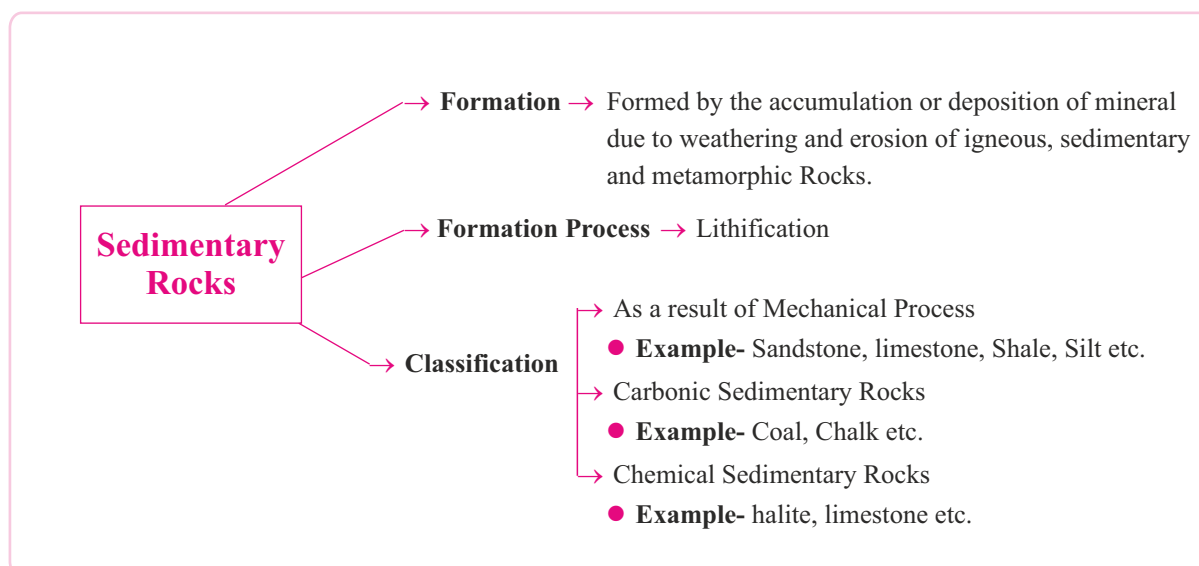 Formation → Formed by the accumulation or deposition of mineral
due to weathering and erosion of igneous, sedimentary
and metamorphic Rocks.
Sedimentary
Rocks
Formation Process → Lithification
Classification
As a result of Mechanical Process
● Example- Sandstone, limestone, Shale, Silt etc.
Carbonic Sedimentary Rocks
● Example- Coal, Chalk etc.
Chemical Sedimentary Rocks
● Example- halite, limestone etc.